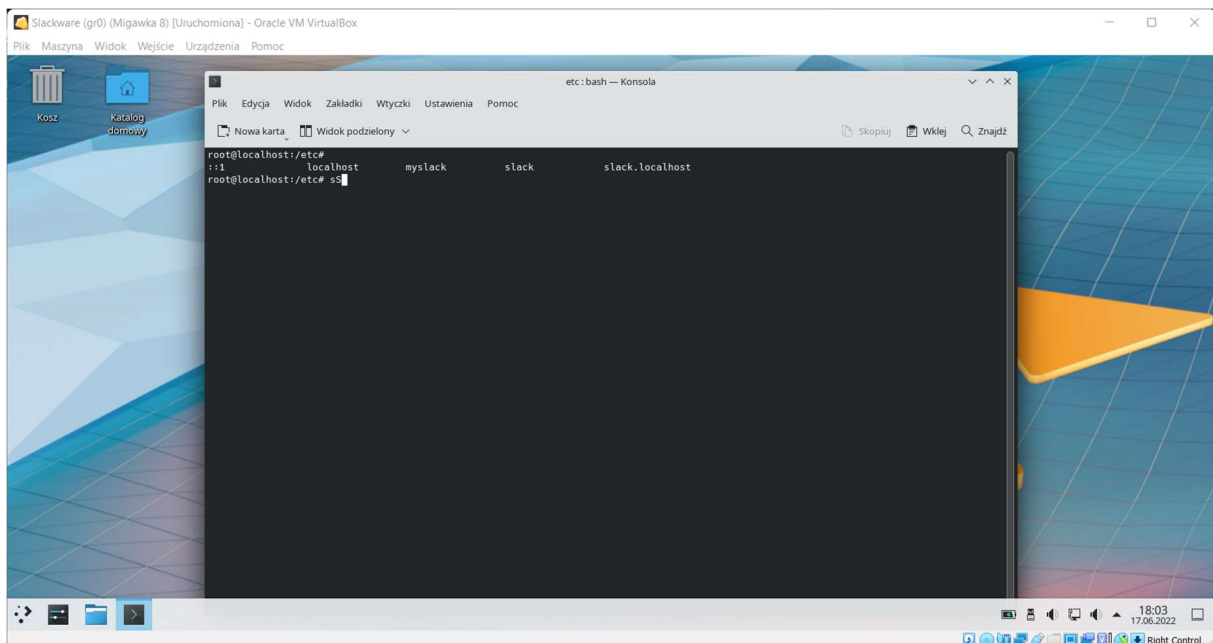 Slackware (gr0) (Migawka 8) [Uruchomiona] - Oracle VM VirtualBox
Plik Maszyna Widok Wejście Urządzenia Pomoc
Kosz
Katalog
domowy
etc : bash — Konsola
Plik Edycja Widok Zakładki Wtyczki Ustawienia Pomoc
Nowa karta Widok podzielony Skopiuj Wklej Znajdź
root@localhost:/etc#
::1 localhost myslack slack slack.localhost
root@localhost:/etc# sS
18:03
17.06.2022
Right Control